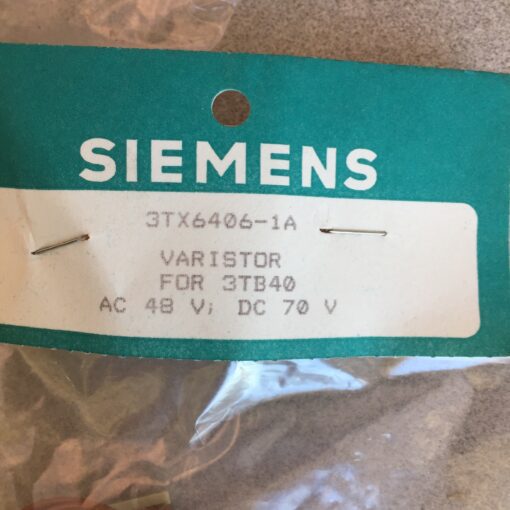 SIEMENS
3TX6406-1A
VARISTOR
FOR 3TB40
AC 48 V; DC 70 V